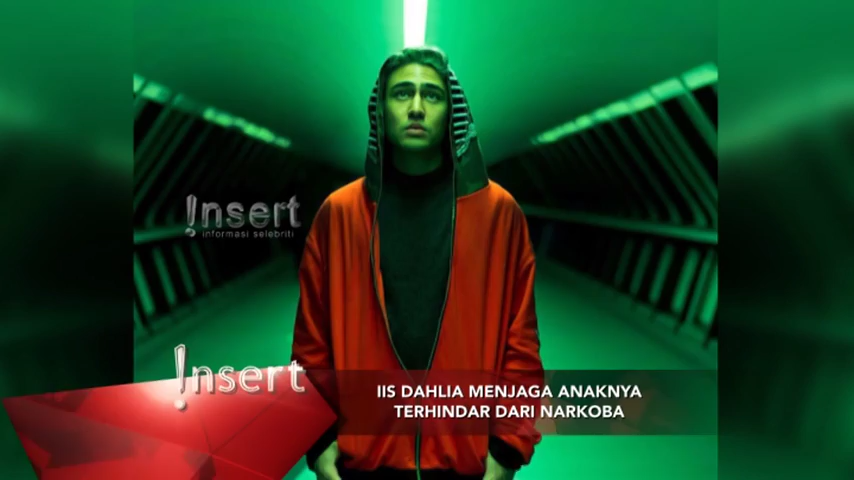 !nsert
informasi selebriti
!nsert
IIS DAHLIA MENJAGA ANAKNYA
TERHINDAR DARI NARKOBA